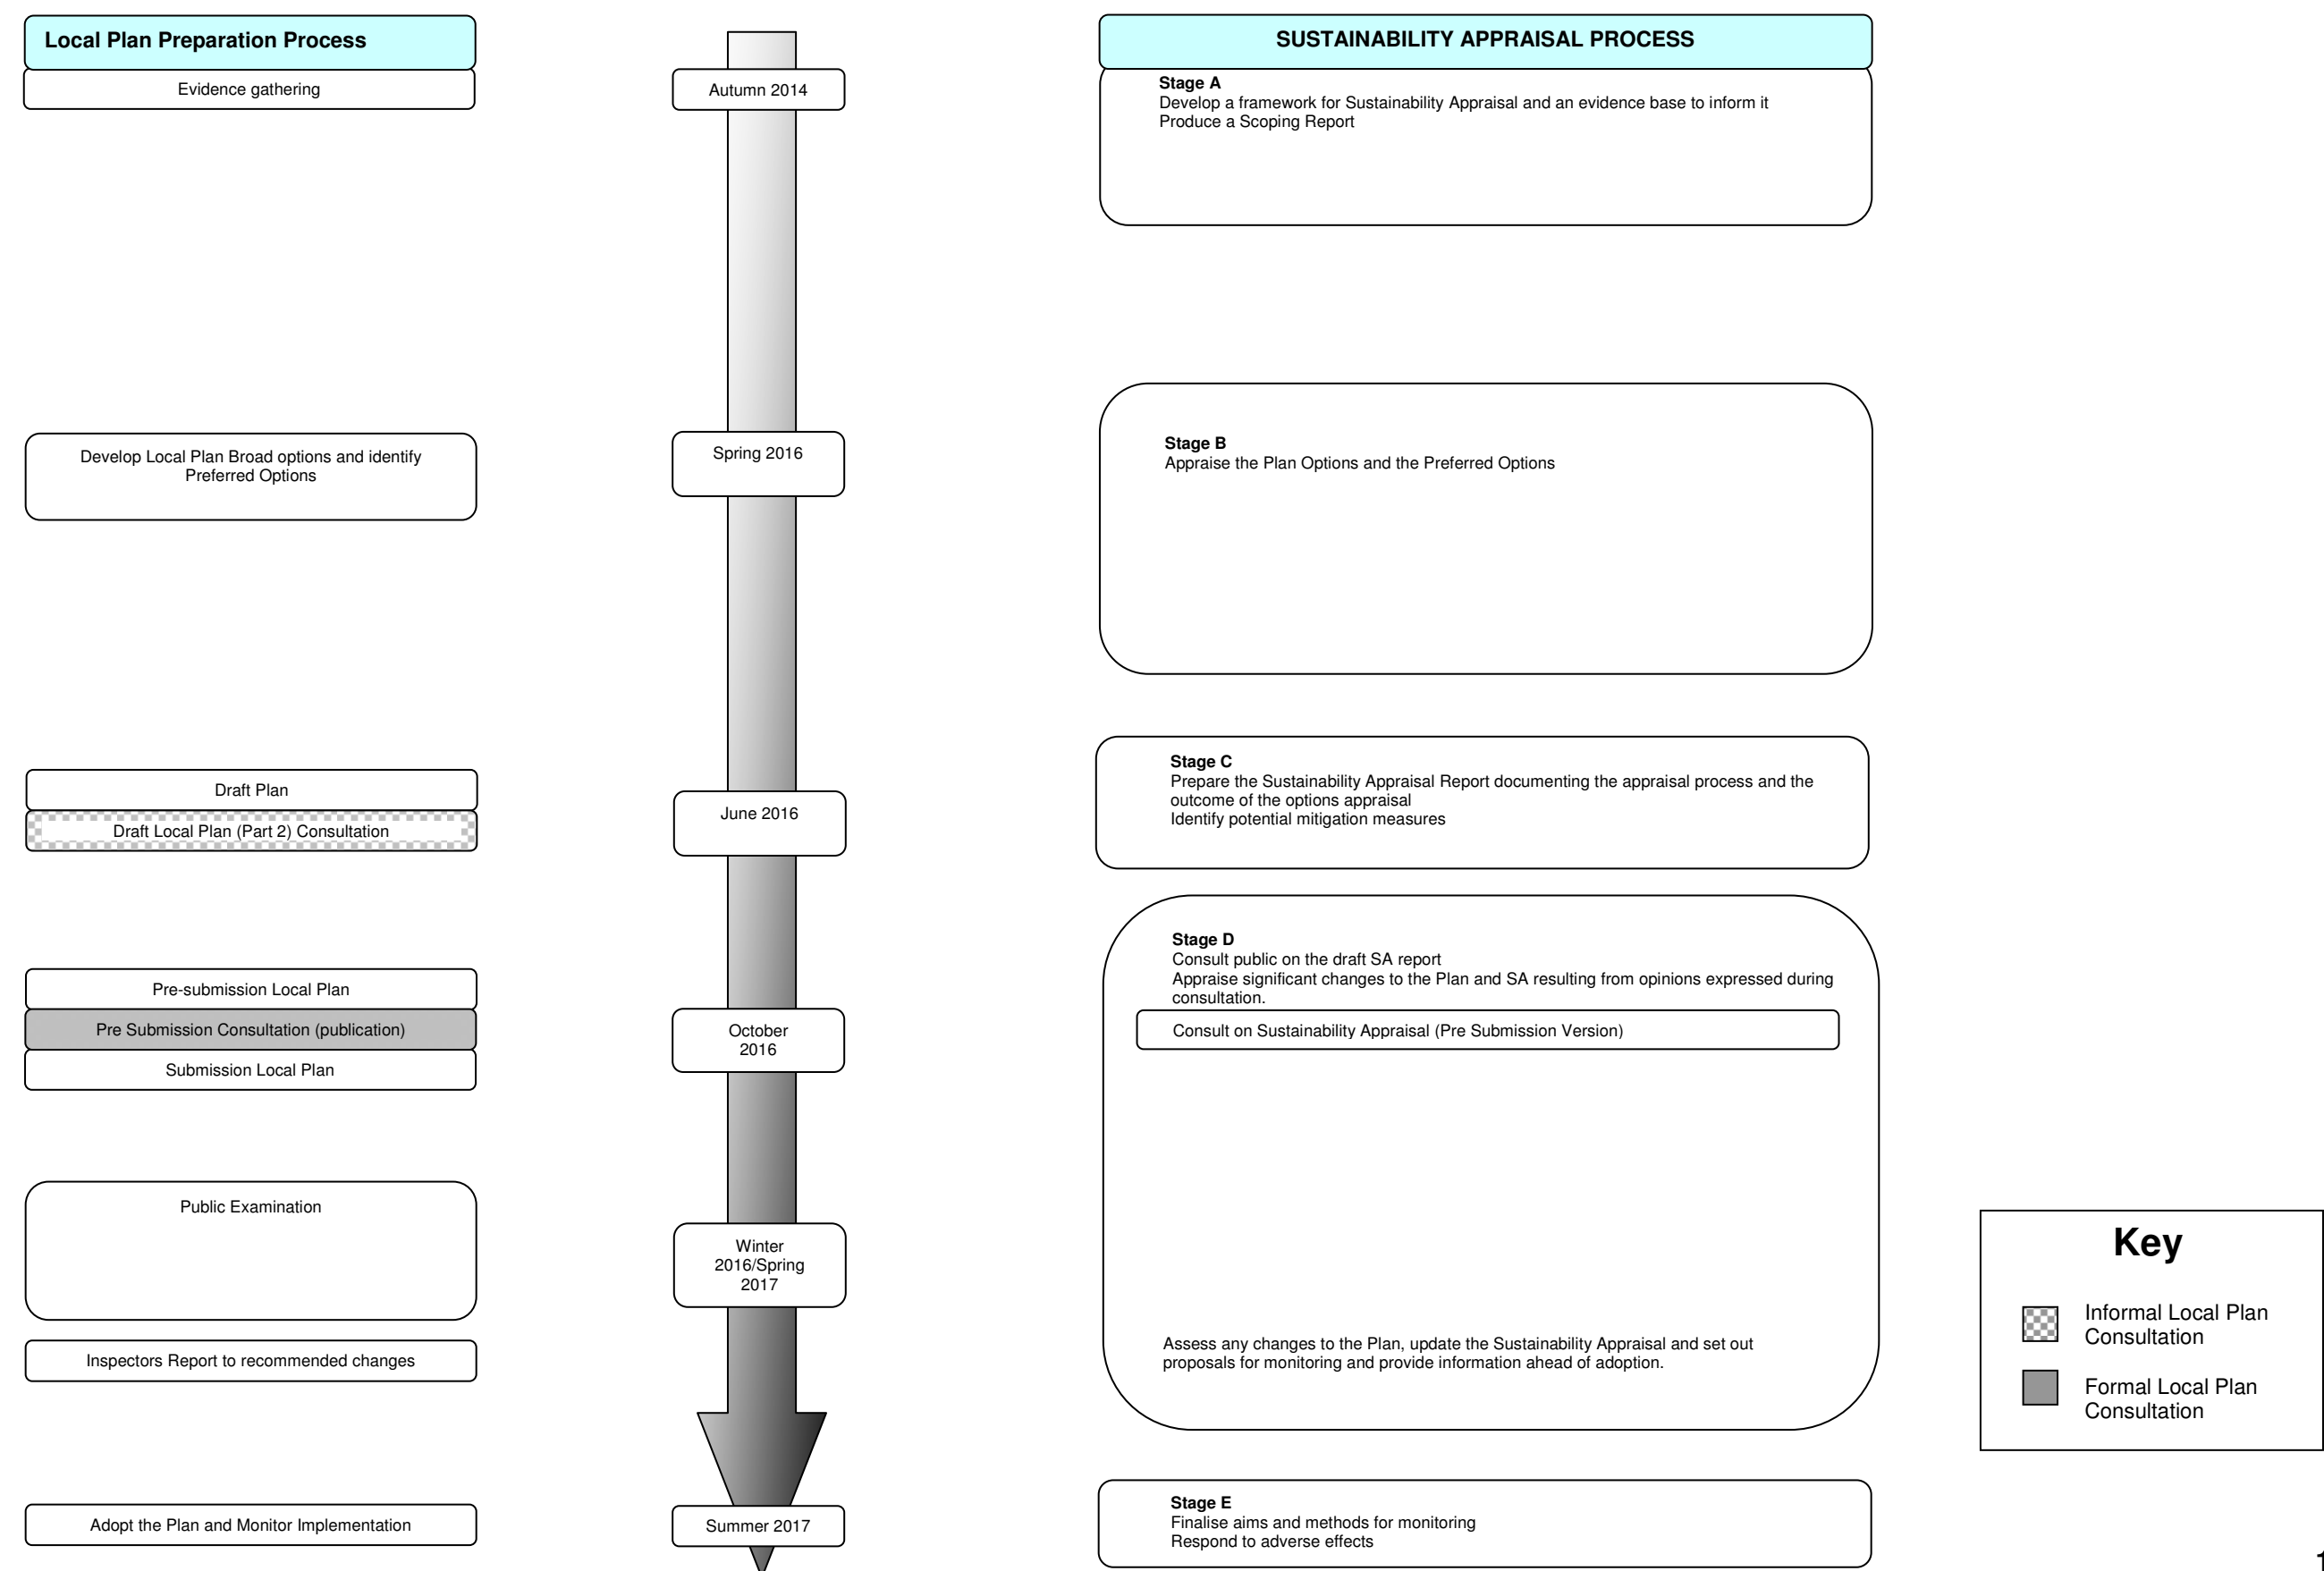 Local Plan Preparation Process
Evidence gathering
Develop Local Plan Broad options and identify
Preferred Options
Draft Plan
Draft Local Plan (Part 2) Consultation
Pre-submission Local Plan
Pre Submission Consultation (publication)
Submission Local Plan
Public Examination
Inspectors Report to recommended changes
Adopt the Plan and Monitor Implementation
Autumn 2014
Spring 2016
June 2016
October
2016
Winter
2016/Spring
2017
Summer 2017
SUSTAINABILITY APPRAISAL PROCESS
Stage A
Develop a framework for Sustainability Appraisal and an evidence base to inform it
Produce a Scoping Report
Stage B
Appraise the Plan Options and the Preferred Options
Stage C
Prepare the Sustainability Appraisal Report documenting the appraisal process and the
outcome of the options appraisal
Identify potential mitigation measures
Stage D
Consult public on the draft SA report
Appraise significant changes to the Plan and SA resulting from opinions expressed during
consultation.
Consult on Sustainability Appraisal (Pre Submission Version)
Assess any changes to the Plan, update the Sustainability Appraisal and set out
proposals for monitoring and provide information ahead of adoption.
Stage E
Finalise aims and methods for monitoring
Respond to adverse effects
Key
Informal Local Plan
Consultation
Formal Local Plan
Consultation